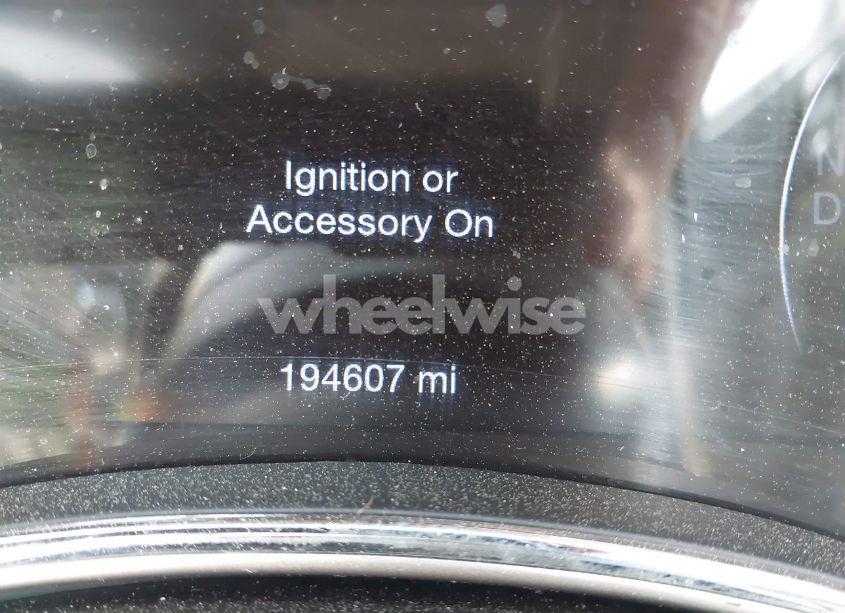 Ignition or
Accessory On
N
D
wheelwise
194607 mi